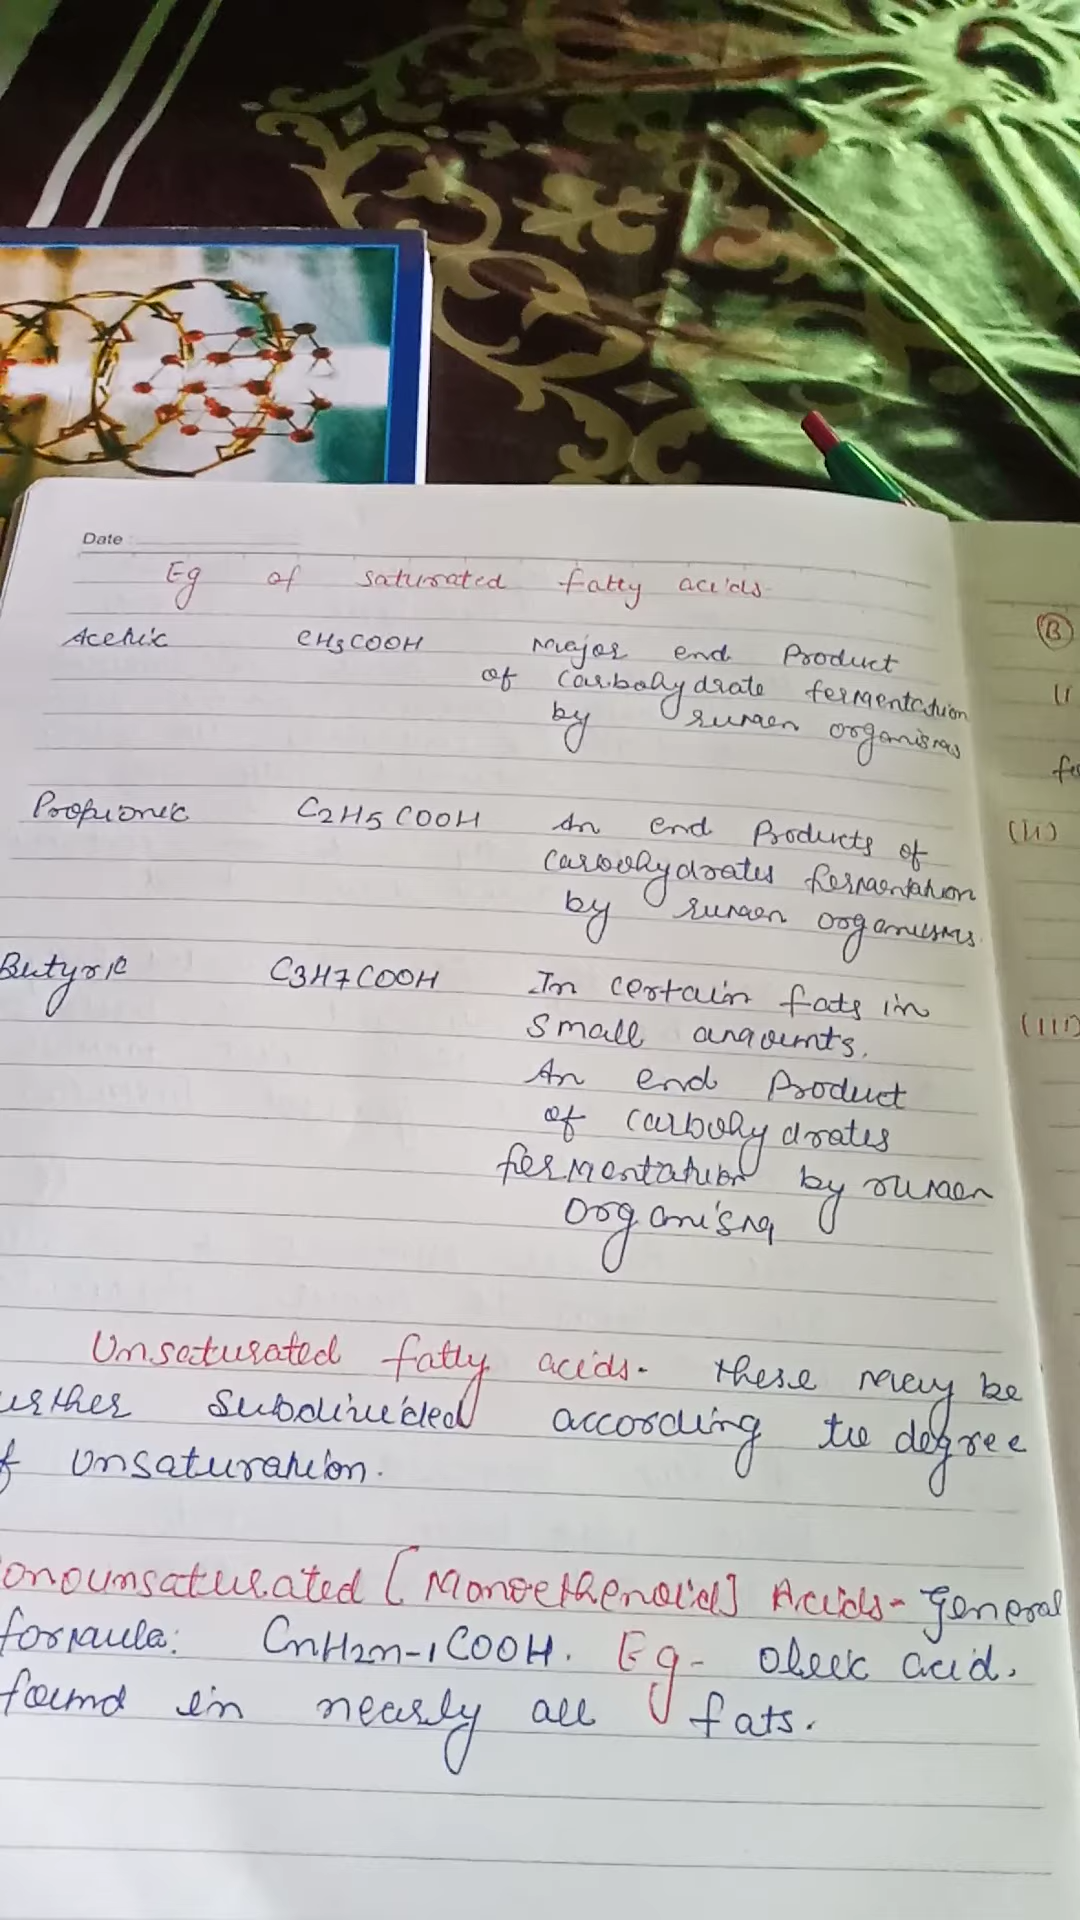 Date
Eg of saturated fatty acids-
Acetic CH3COOH Major end Product
of carbohydrate fermentation
by rumen organisms
Propionic C2H5COOH An end Products of
carbohydrates fermentation
by rumen organisms.
Butyric C3H7COOH In certain fats in
small amounts.
An end Product
of carbohydrates
fermentation by rumen
organism
Unsaturated fatty acids- these may be
urther subdivided according to degree
f unsaturation.
onounsaturated [Monoethenoid] Acids- general
formula: CnH2n-1COOH. Eg- oleic acid.
found in nearly all fats.
(B)
(ii)
(iii)